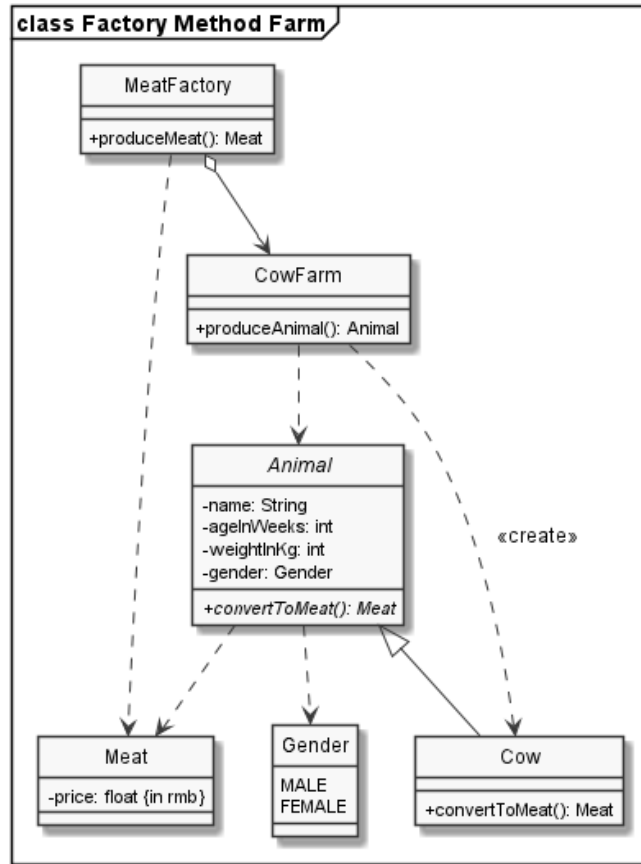 class Factory Method Farm
MeatFactory
+produceMeat(): Meat
CowFarm
+produceAnimal(): Animal
Animal
-name: String
-ageInWeeks: int
-weightInKg: int
-gender: Gender
+convertToMeat(): Meat
«create»
Meat
-price: float {in rmb}
Gender
MALE
FEMALE
Cow
+convertToMeat(): Meat